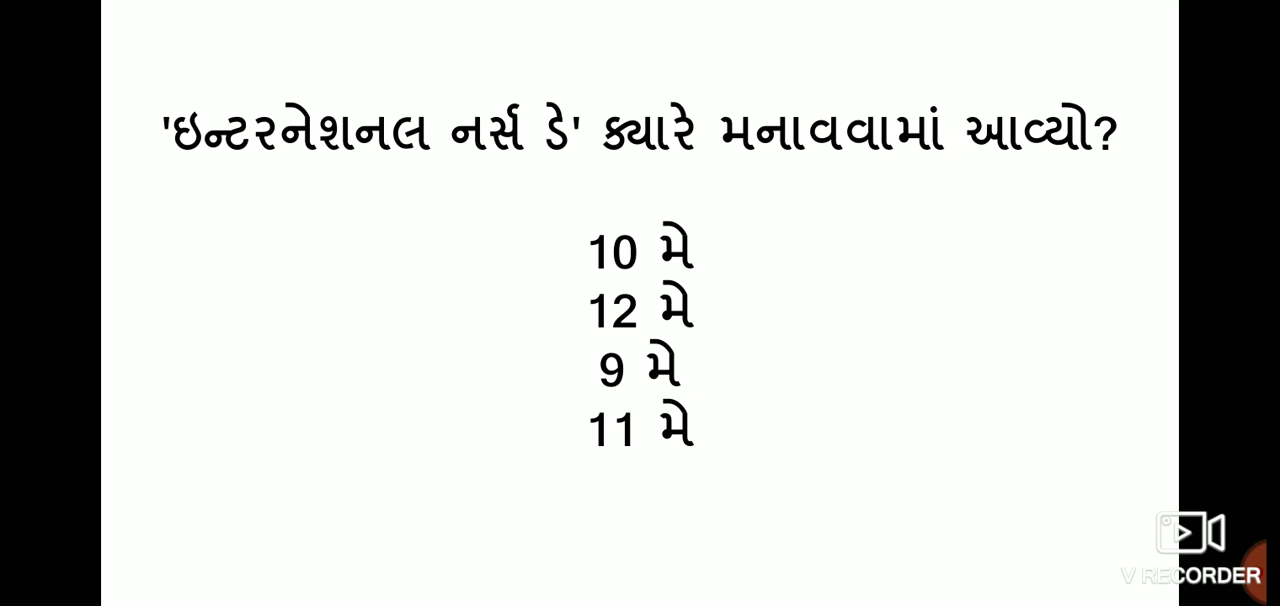 'ઇન્ટરનેશનલ નર્સ ડે' ક્યારે મનાવવામાં આવ્યો?
10 મે
12 મે
9 મે
11 મે
V RECORDER